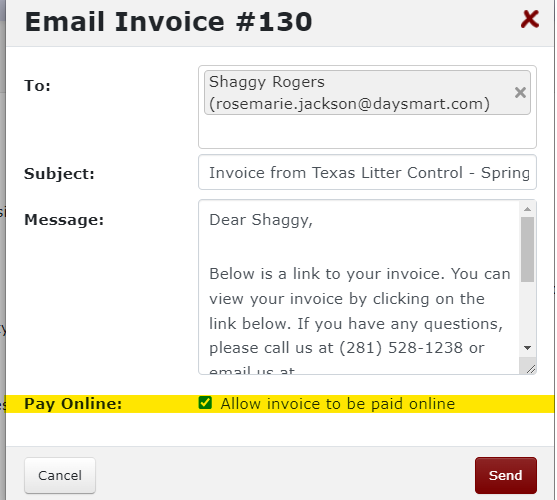 Email Invoice #130
To:
Shaggy Rogers
(rosemarie.jackson@daysmart.com)
Subject:
Invoice from Texas Litter Control - Spring
Message:
Dear Shaggy,
Below is a link to your invoice. You can
view your invoice by clicking on the
link below. If you have any questions,
please call us at (281) 528-1238 or
email us at
Pay Online:
Allow invoice to be paid online
Cancel
Send